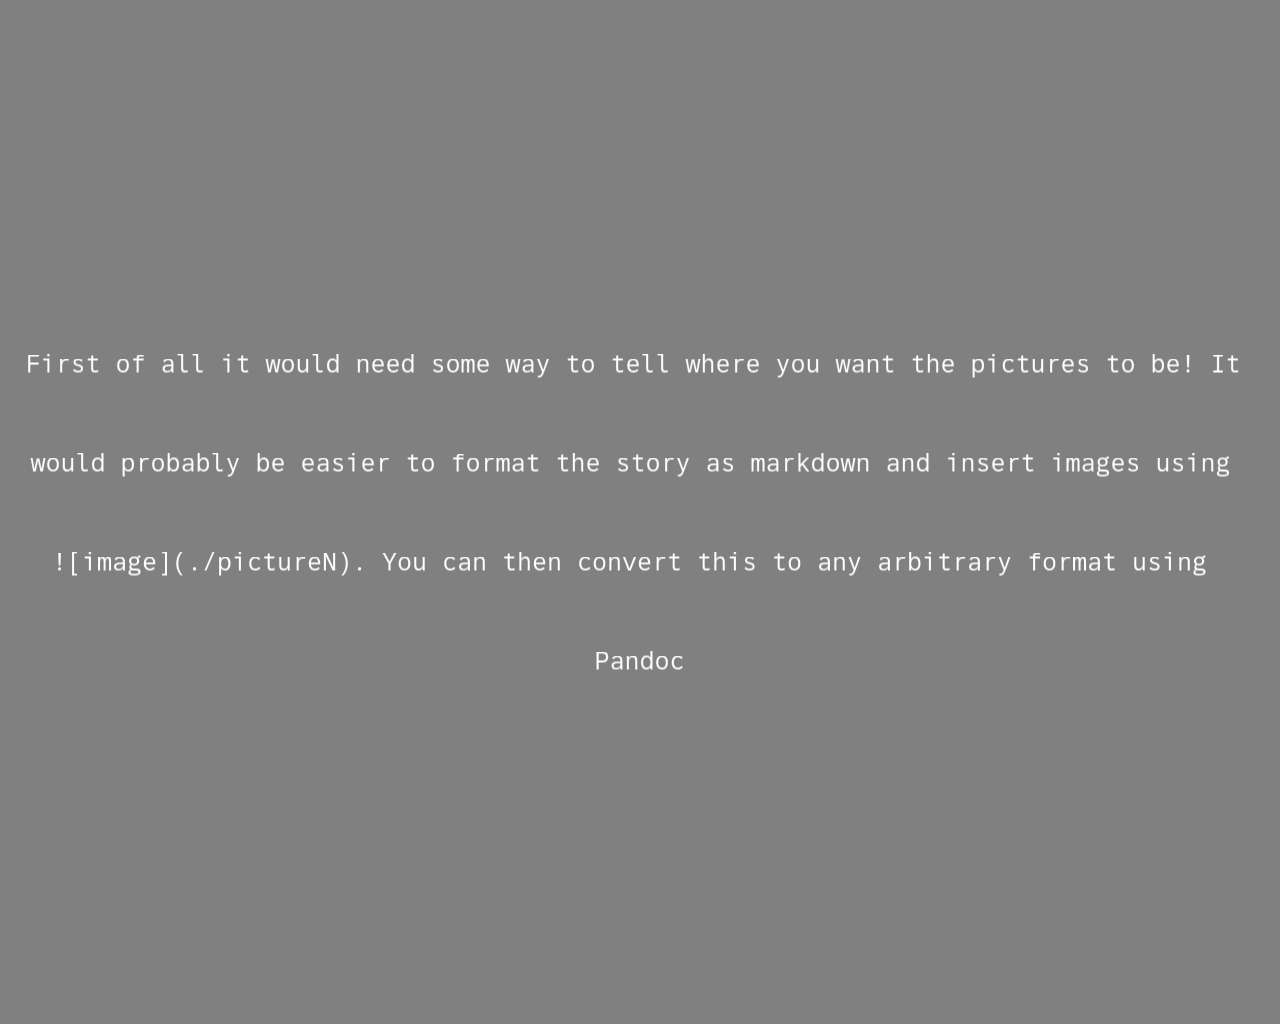 First of all it would need some way to tell where you want the pictures to be! It
would probably be easier to format the story as markdown and insert images using
![image](./pictureN). You can then convert this to any arbitrary format using
Pandoc